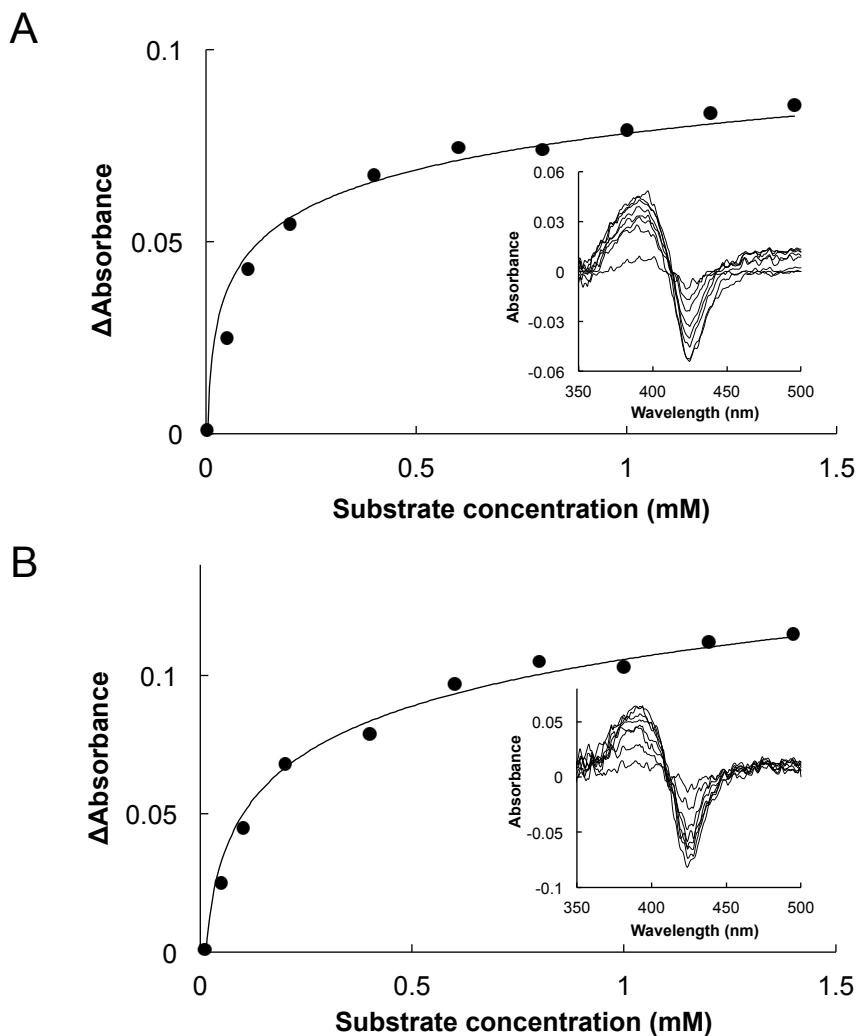 A
0.1
0.05
0
ΔAbsorbance
0 0.5 1 1.5
Substrate concentration (mM)
0.06
0.03
0
-0.03
-0.06
Absorbance
350 400 450 500
Wavelength (nm)
B
0.1
0.05
0
ΔAbsorbance
0 0.5 1 1.5
Substrate concentration (mM)
0.05
0
-0.05
-0.1
Absorbance
350 400 450 500
Wavelength (nm)